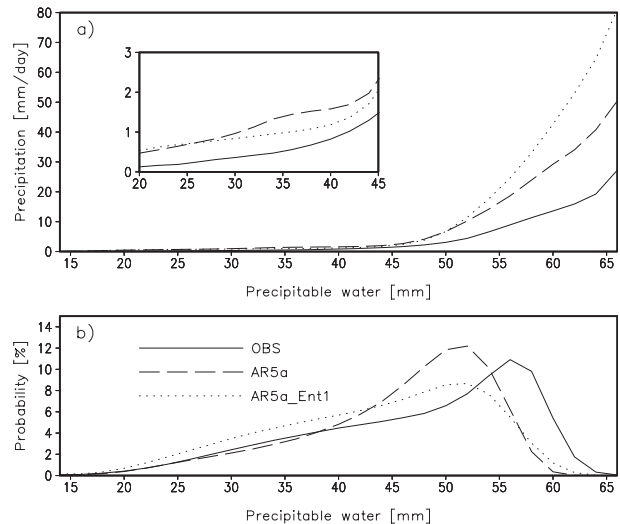 a)
Precipitation [mm/day]
80
70
60
50
40
30
20
10
0
3
2
1
0
20 25 30 35 40 45
15 20 25 30 35 40 45 50 55 60 65
Precipitable water [mm]
b)
Probability [%]
14
12
10
8
6
4
2
0
OBS
AR5a
AR5a_Ent1
15 20 25 30 35 40 45 50 55 60 65
Precipitable water [mm]